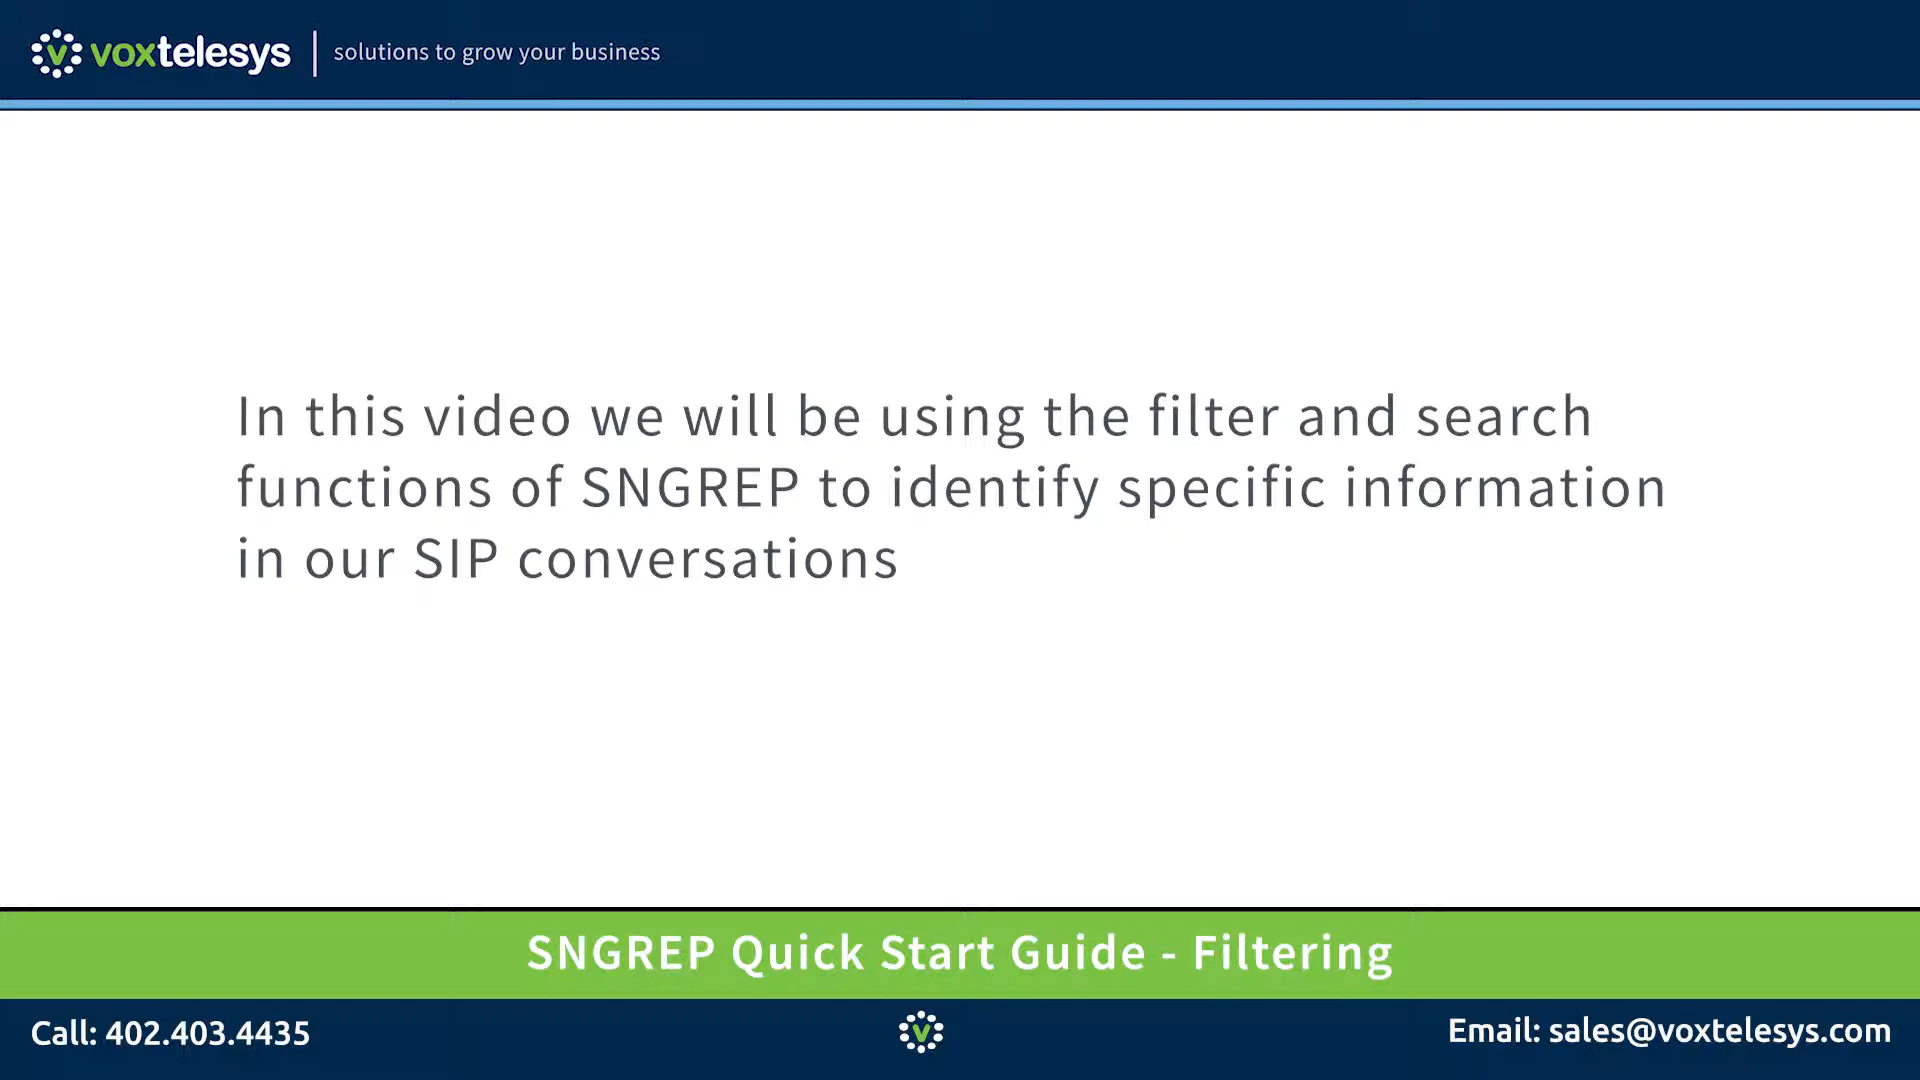 voxtelesys | solutions to grow your business
In this video we will be using the filter and search
functions of SNGREP to identify specific information
in our SIP conversations
SNGREP Quick Start Guide - Filtering
Call: 402.403.4435
v
Email: sales@voxtelesys.com